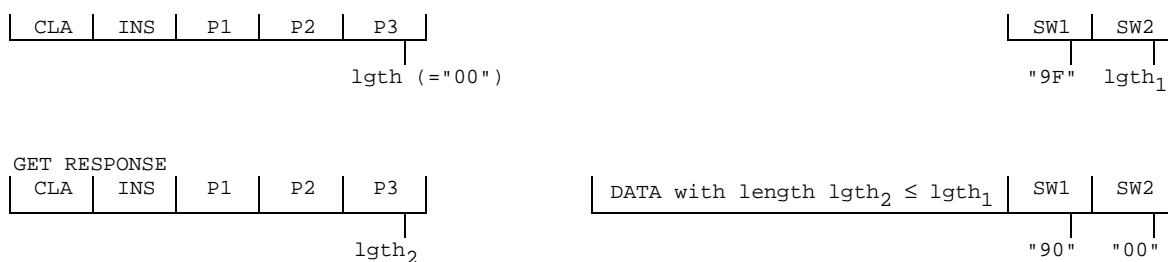 CLA INS P1 P2 P3 SW1 SW2
lgth (="00") "9F" lgth1
GET RESPONSE
CLA INS P1 P2 P3 DATA with length lgth2 ≤ lgth1 SW1 SW2
lgth2 "90" "00"